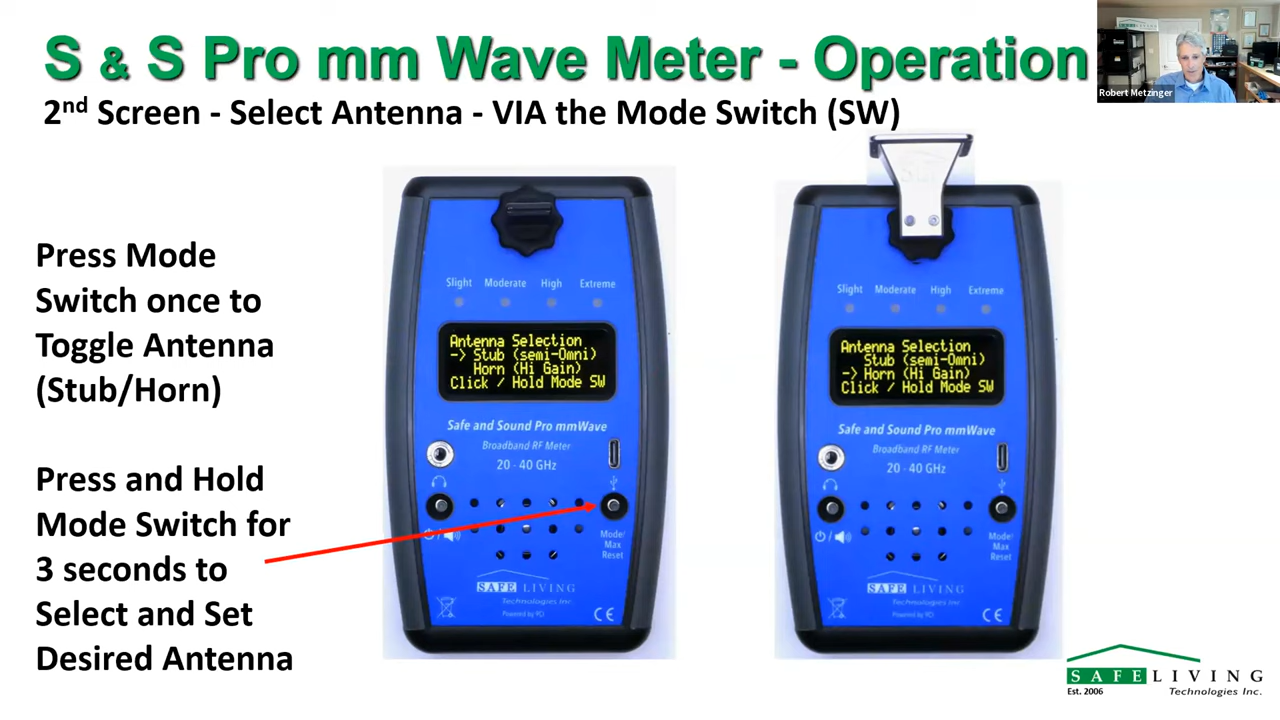 S & S Pro mm Wave Meter - Operation
Robert Metzinger
2nd Screen - Select Antenna - VIA the Mode Switch (SW)
Press Mode
Switch once to
Toggle Antenna
(Stub/Horn)
Press and Hold
Mode Switch for
3 seconds to
Select and Set
Desired Antenna
Slight Moderate High Extreme
Antenna Selection
-> Stub (semi-Omni)
Horn (Hi Gain)
Click / Hold Mode SW
Safe and Sound Pro mmWave
Broadband RF Meter
20 - 40 GHz
Mode/
Max
Reset
SAFE LIVING
Technologies Inc
Powered by 9D
CE
Slight Moderate High Extreme
Antenna Selection
Stub (semi-Omni)
-> Horn (Hi Gain)
Click / Hold Mode SW
Safe and Sound Pro mmWave
Broadband RF Meter
20 - 40 GHz
Mode/
Max
Reset
SAFE LIVING
Technologies Inc
Powered by 9D
CE
SAFE LIVING
Est. 2006 Technologies Inc.